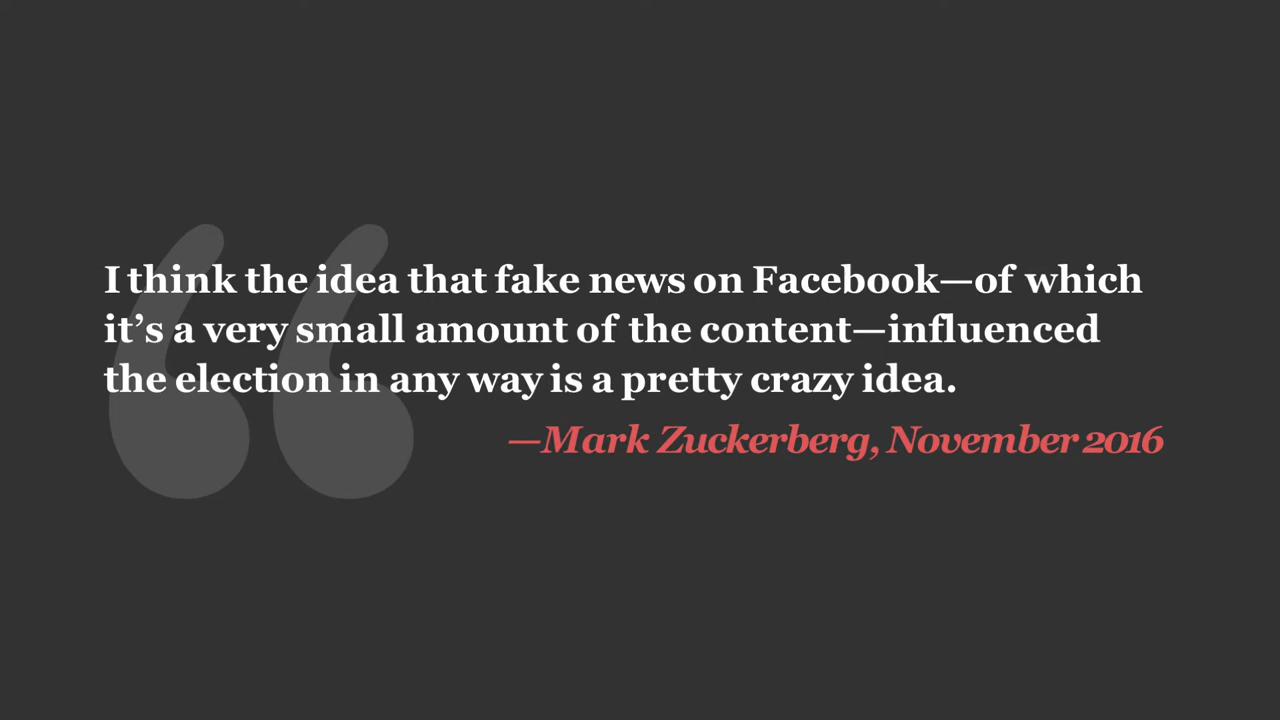 I think the idea that fake news on Facebook—of which
it’s a very small amount of the content—influenced
the election in any way is a pretty crazy idea.
—Mark Zuckerberg, November 2016